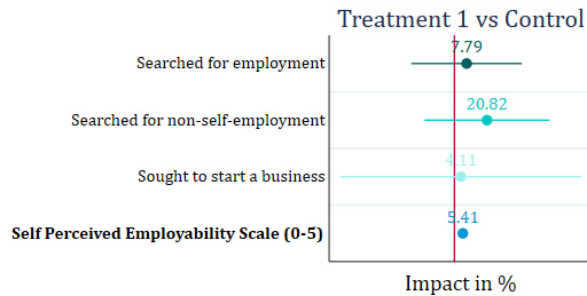 Treatment 1 vs Control
7.79
Searched for employment
20.82
Searched for non-self-employment
4.11
Sought to start a business
5.41
Self Perceived Employability Scale (0-5)
Impact in %